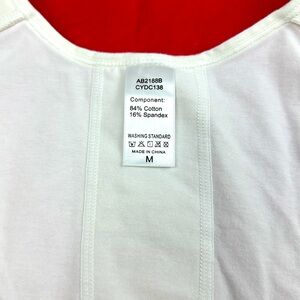 AB2188B
CYDC138
Component:
84% Cotton
16% Spandex
WASHING STANDARD
MADE IN CHINA
M